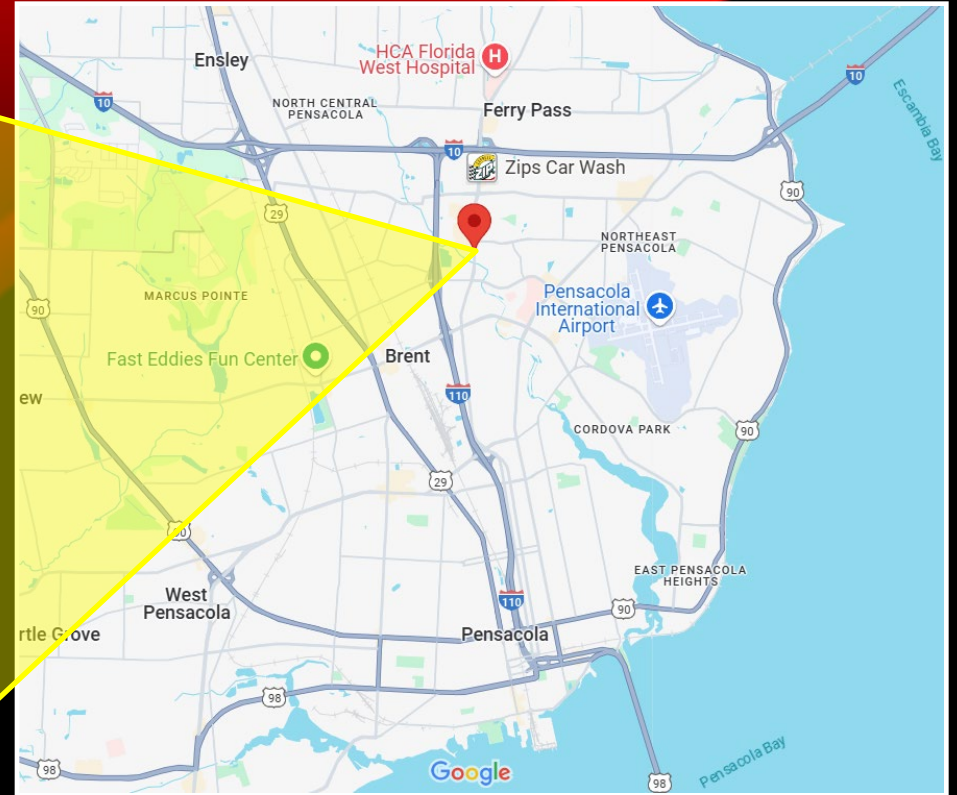 Ensley
HCA Florida
West Hospital
H
10
10
NORTH CENTRAL
PENSACOLA
Ferry Pass
Escambia Bay
10
ZIPS
Zips Car Wash
90
29
NORTHEAST
PENSACOLA
MARCUS POINTE
Pensacola
International
Airport
90
Fast Eddies Fun Center
Brent
ew
110
CORDOVA PARK
90
29
90
EAST PENSACOLA
HEIGHTS
West
Pensacola
110
90
rtle Grove
Pensacola
98
98
Google
Pensacola Bay
98